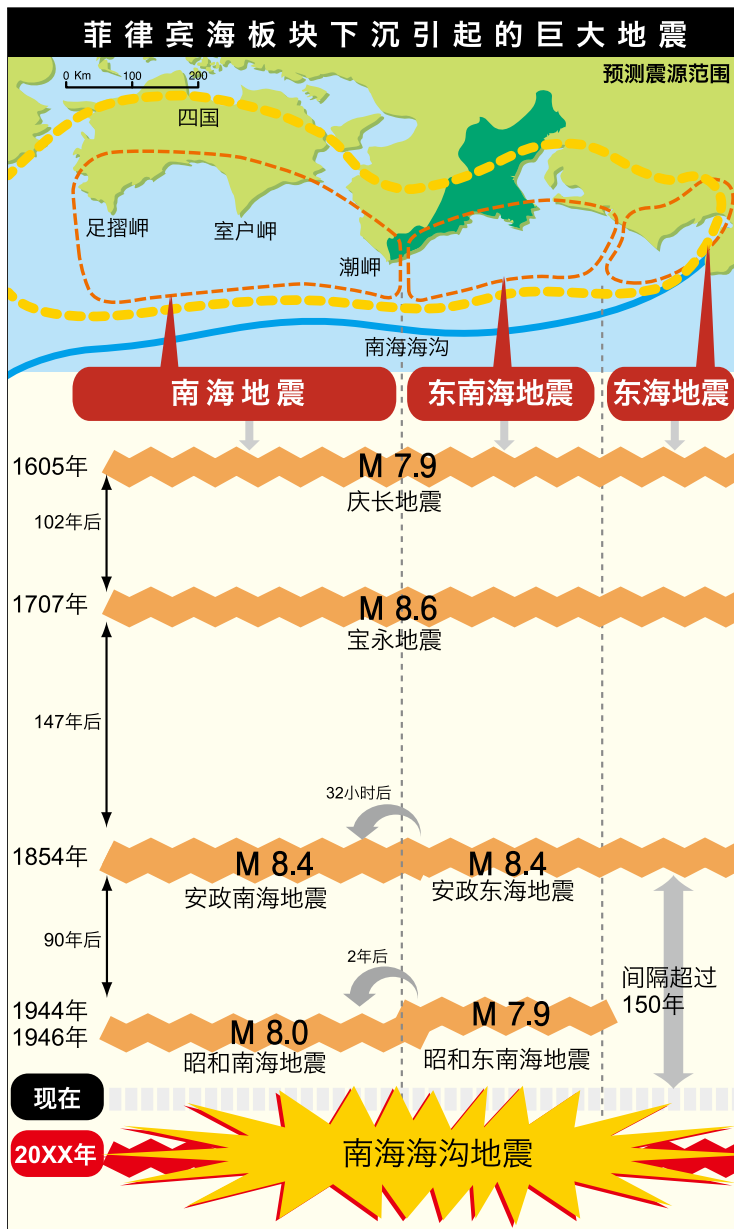 菲律宾海板块下沉引起的巨大地震
0 Km 100 200
预测震源范围
四国
足摺岬
室户岬
潮岬
南海海沟
南海地震
东南海地震
东海地震
1605年
M 7.9
庆长地震
102年后
1707年
M 8.6
宝永地震
147年后
32小时后
1854年
M 8.4
M 8.4
安政南海地震
安政东海地震
90年后
2年后
间隔超过
150年
1944年
1946年
M 8.0
M 7.9
昭和南海地震
昭和东南海地震
现在
20XX年
南海海沟地震